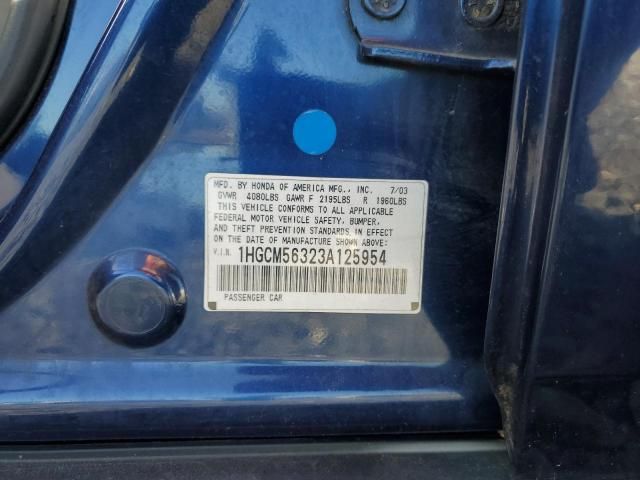 MFD. BY HONDA OF AMERICA MFG., INC. 7/03
GVWR 4080LBS GAWR F 2195LBS R 1960LBS
THIS VEHICLE CONFORMS TO ALL APPLICABLE
FEDERAL MOTOR VEHICLE SAFETY, BUMPER,
AND THEFT PREVENTION STANDARDS IN EFFECT
ON THE DATE OF MANUFACTURE SHOWN ABOVE:
V.I.N. 1HGCM56323A125954
PASSENGER CAR